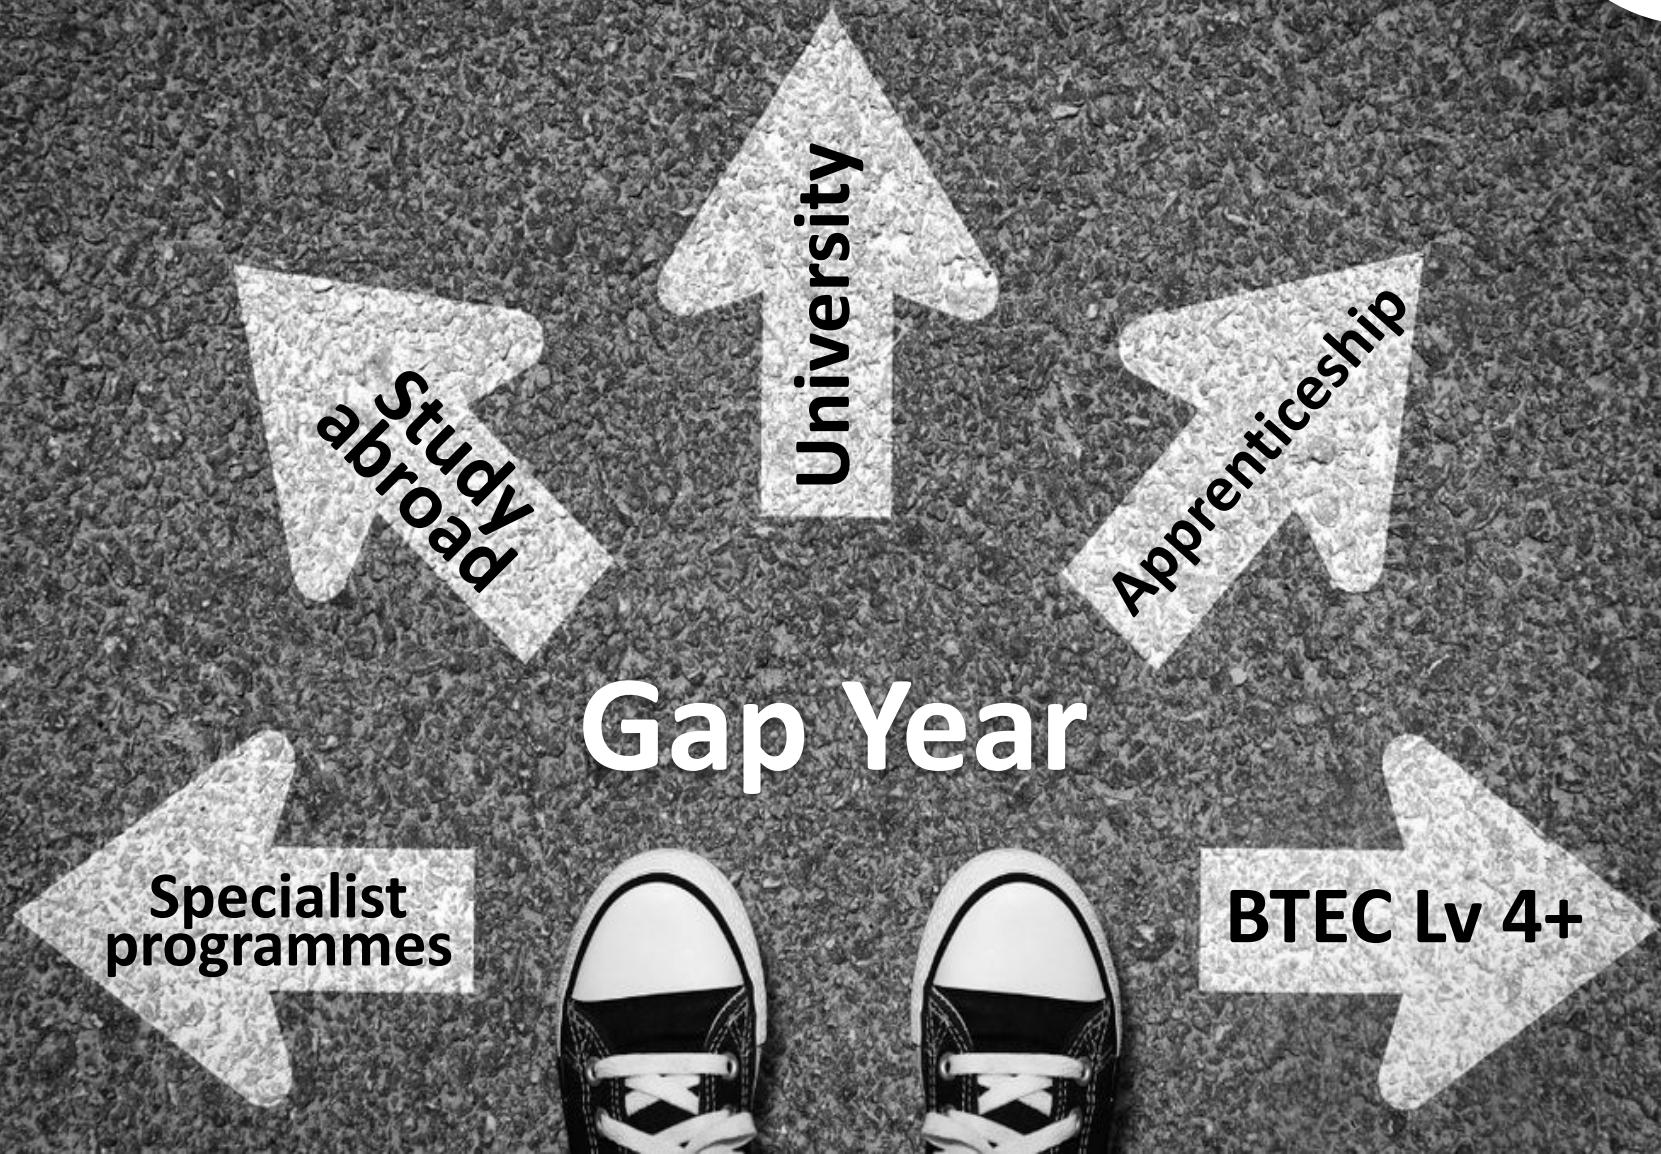 University
Study
abroad
Apprenticeship
Gap Year
Specialist
programmes
BTEC Lv 4+